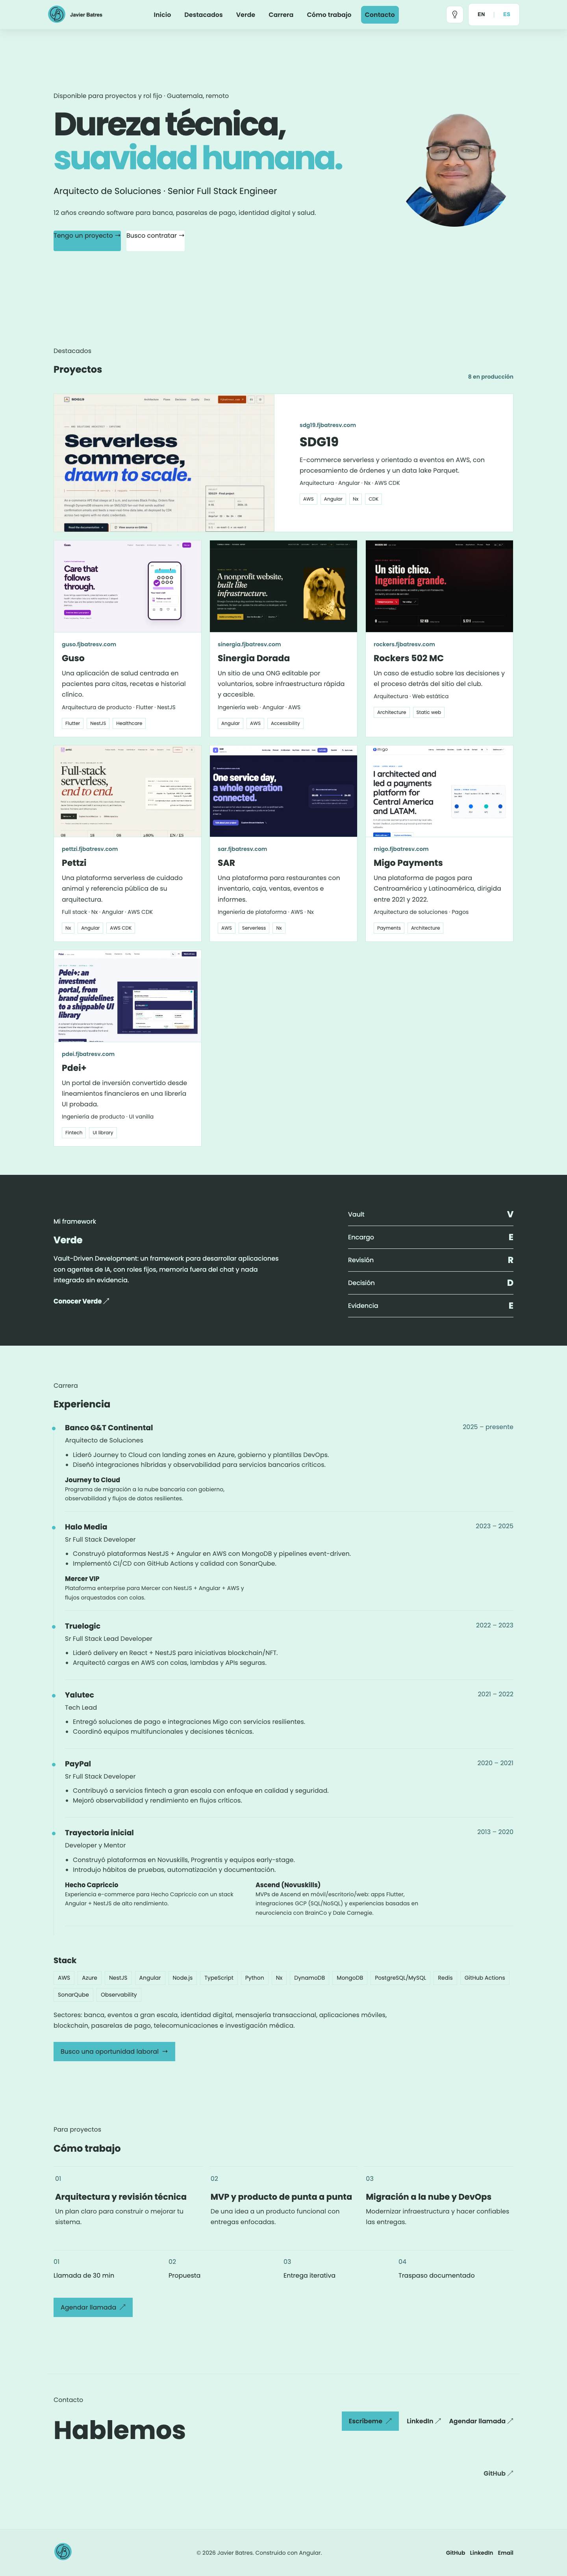 Javier Batres
Inicio
Destacados
Verde
Carrera
Cómo trabajo
Contacto
EN | ES
Disponible para proyectos y rol fijo · Guatemala, remoto
Dureza técnica,
suavidad humana.
Arquitecto de Soluciones · Senior Full Stack Engineer
12 años creando software para banca, pasarelas de pago, identidad digital y salud.
Tengo un proyecto →
Busco contratar →
Destacados
Proyectos
8 en producción
Serverless
commerce,
drawn to scale.
sdg19.fjbatresv.com
SDG19
E-commerce serverless y orientado a eventos en AWS, con
procesamiento de órdenes y un data lake Parquet.
Arquitectura · Angular · Nx · AWS CDK
AWS
Angular
Nx
CDK
Care that
follows
through.
guso.fjbatresv.com
Guso
Una aplicación de salud centrada en
pacientes para citas, recetas e historial
clínico.
Arquitectura de producto · Flutter · NestJS
Flutter
NestJS
Healthcare
A nonprofit website,
built like
infrastructure.
sinergia.fjbatresv.com
Sinergia Dorada
Un sitio de una ONG editable por
voluntarios, sobre infraestructura rápida
y accesible.
Ingeniería web · Angular · AWS
Angular
AWS
Accessibility
Un sitio chico.
Ingeniería grande.
rockers.fjbatresv.com
Rockers 502 MC
Un caso de estudio sobre las decisiones y
el proceso detrás del sitio del club.
Arquitectura · Web estática
Architecture
Static web
Full-stack
serverless,
end to end.
pettzi.fjbatresv.com
Pettzi
Una plataforma serverless de cuidado
animal y referencia pública de su
arquitectura.
Full stack · Nx · Angular · AWS CDK
Nx
Angular
AWS CDK
One service day,
a whole operation
connected.
sar.fjbatresv.com
SAR
Una plataforma para restaurantes con
inventario, caja, ventas, eventos e
informes.
Ingeniería de plataforma · AWS · Nx
AWS
Serverless
Nx
I architected and
led a payments
platform for
Central America
and LATAM.
migo.fjbatresv.com
Migo Payments
Una plataforma de pagos para
Centroamérica y Latinoamérica, dirigida
entre 2021 y 2022.
Arquitectura de soluciones · Pagos
Payments
Architecture
Pdei+: an
investment portal,
from brand guidelines
to a shippable UI
library
pdei.fjbatresv.com
Pdei+
Un portal de inversión convertido desde
lineamientos financieros en una librería
UI probada.
Ingeniería de producto · UI vanilla
Fintech
UI library
Mi framework
Verde
Vault-Driven Development: un framework para desarrollar aplicaciones
con agentes de IA, con roles fijos, memoria fuera del chat y nada
integrado sin evidencia.
Conocer Verde ↗
Vault V
Encargo E
Revisión R
Decisión D
Evidencia E
Carrera
Experiencia
Banco G&T Continental
2025 – presente
Arquitecto de Soluciones
• Lideró Journey to Cloud con landing zones en Azure, gobierno y plantillas DevOps.
• Diseñó integraciones híbridas y observabilidad para servicios bancarios críticos.
Journey to Cloud
Programa de migración a la nube bancaria con gobierno,
observabilidad y flujos de datos resilientes.
Halo Media
2023 – 2025
Sr Full Stack Developer
• Construyó plataformas NestJS + Angular en AWS con MongoDB y pipelines event-driven.
• Implementó CI/CD con GitHub Actions y calidad con SonarQube.
Mercer VIP
Plataforma enterprise para Mercer con NestJS + Angular + AWS y
flujos orquestados con colas.
Truelogic
2022 – 2023
Sr Full Stack Lead Developer
• Lideró delivery en React + NestJS para iniciativas blockchain/NFT.
• Arquitectó cargas en AWS con colas, lambdas y APIs seguras.
Yalutec
2021 – 2022
Tech Lead
• Entregó soluciones de pago e integraciones Migo con servicios resilientes.
• Coordinó equipos multifuncionales y decisiones técnicas.
PayPal
2020 – 2021
Sr Full Stack Developer
• Contribuyó a servicios fintech a gran escala con enfoque en calidad y seguridad.
• Mejoró observabilidad y rendimiento en flujos críticos.
Trayectoria inicial
2013 – 2020
Developer y Mentor
• Construyó plataformas en Novuskills, Progrentis y equipos early-stage.
• Introdujo hábitos de pruebas, automatización y documentación.
Hecho Capriccio
Experiencia e-commerce para Hecho Capriccio con un stack
Angular + NestJS de alto rendimiento.
Ascend (Novuskills)
MVPs de Ascend en móvil/escritorio/web: apps Flutter,
integraciones GCP (SQL/NoSQL) y experiencias basadas en
neurociencia con BrainCo y Dale Carnegie.
Stack
AWS
Azure
NestJS
Angular
Node.js
TypeScript
Python
Nx
DynamoDB
MongoDB
PostgreSQL/MySQL
Redis
GitHub Actions
SonarQube
Observability
Sectores: banca, eventos a gran escala, identidad digital, mensajería transaccional, aplicaciones móviles,
blockchain, pasarelas de pago, telecomunicaciones e investigación médica.
Busco una oportunidad laboral →
Para proyectos
Cómo trabajo
01
Arquitectura y revisión técnica
Un plan claro para construir o mejorar tu
sistema.
02
MVP y producto de punta a punta
De una idea a un producto funcional con
entregas enfocadas.
03
Migración a la nube y DevOps
Modernizar infraestructura y hacer confiables
las entregas.
01
Llamada de 30 min
02
Propuesta
03
Entrega iterativa
04
Traspaso documentado
Agendar llamada ↗
Contacto
Hablemos
Escríbeme ↗
LinkedIn ↗
Agendar llamada ↗
GitHub ↗
© 2026 Javier Batres, Construido con Angular.
GitHub
LinkedIn
Email